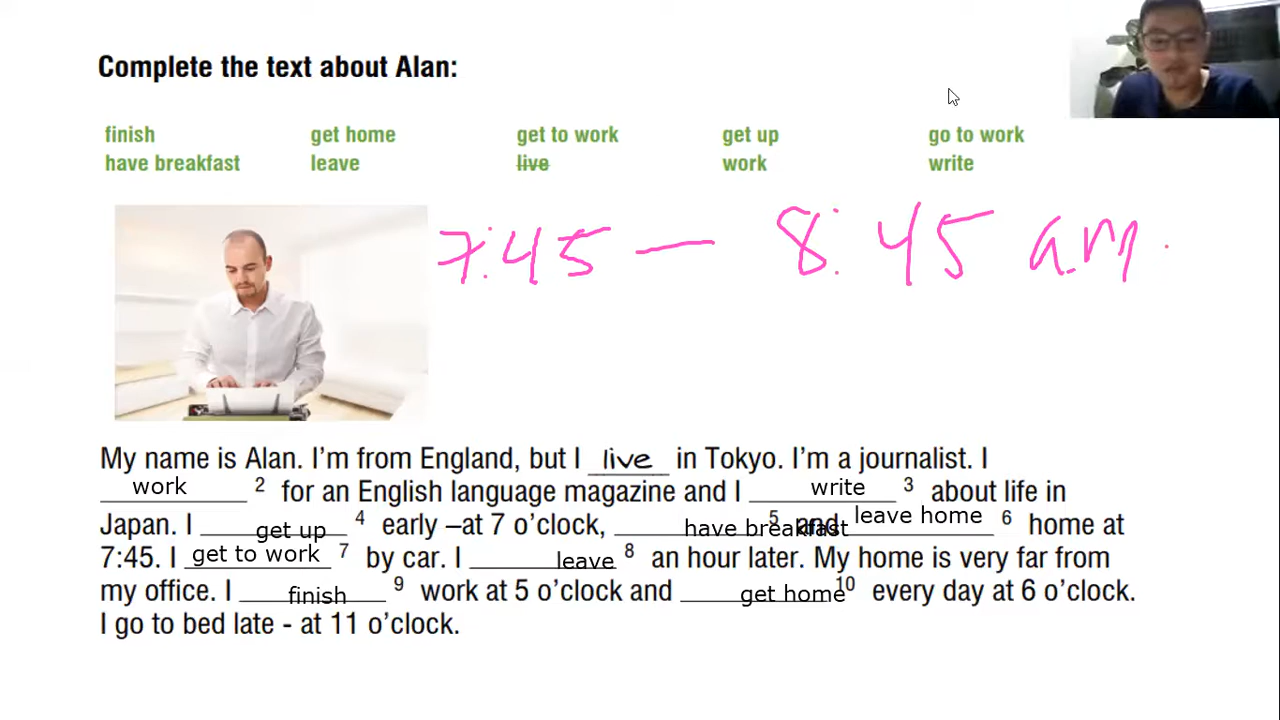 Complete the text about Alan:
finish get home get to work get up go to work
have breakfast leave live work write
7:45 — 8:45 a.m.
My name is Alan. I'm from England, but I live in Tokyo. I'm a journalist. I
work 2 for an English language magazine and I write 3 about life in
Japan. I get up 4 early –at 7 o'clock, have breakfast 5 and leave home 6 home at
7:45. I get to work 7 by car. I leave 8 an hour later. My home is very far from
my office. I finish 9 work at 5 o'clock and get home 10 every day at 6 o'clock.
I go to bed late - at 11 o'clock.